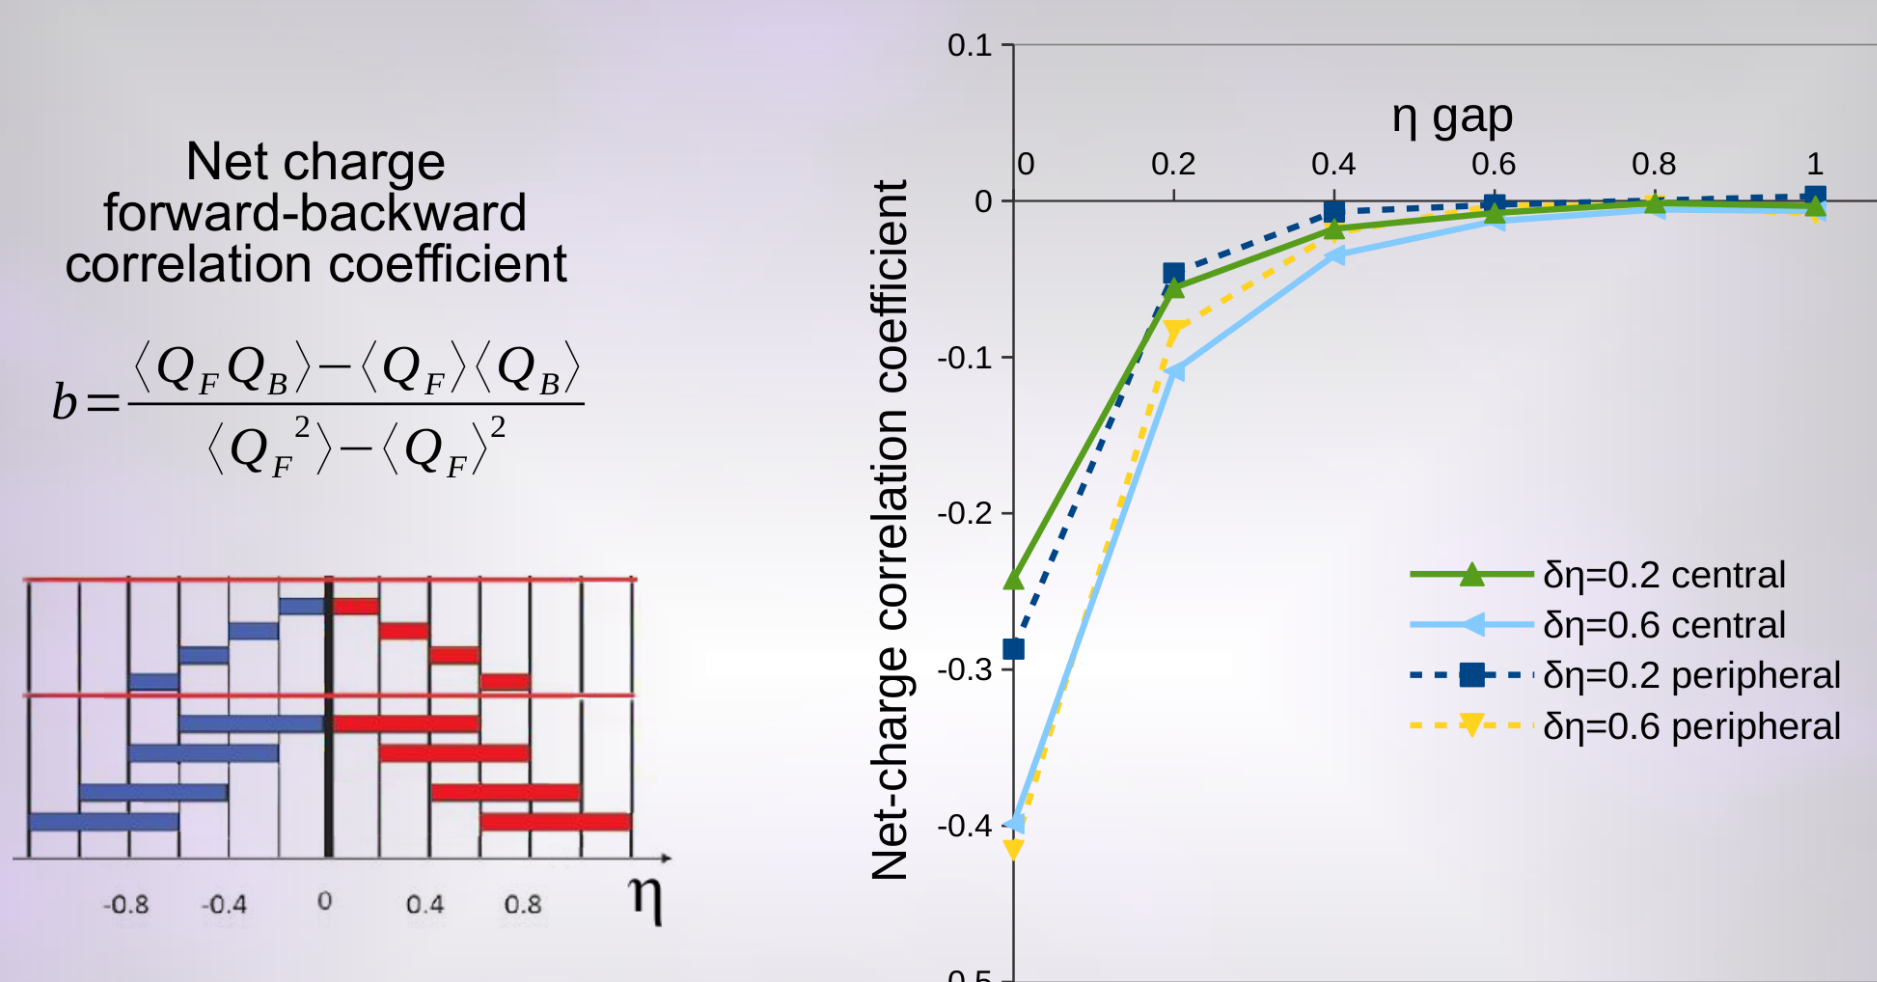 Net charge
forward-backward
correlation coefficient
b=⟨Q_F Q_B⟩−⟨Q_F⟩⟨Q_B⟩
⟨Q_F²⟩−⟨Q_F⟩²
-0.8 -0.4 0 0.4 0.8 η
Net-charge correlation coefficient
η gap
0 0.2 0.4 0.6 0.8 1
0.1
0
-0.1
-0.2
-0.3
-0.4
δη=0.2 central
δη=0.6 central
δη=0.2 peripheral
δη=0.6 peripheral